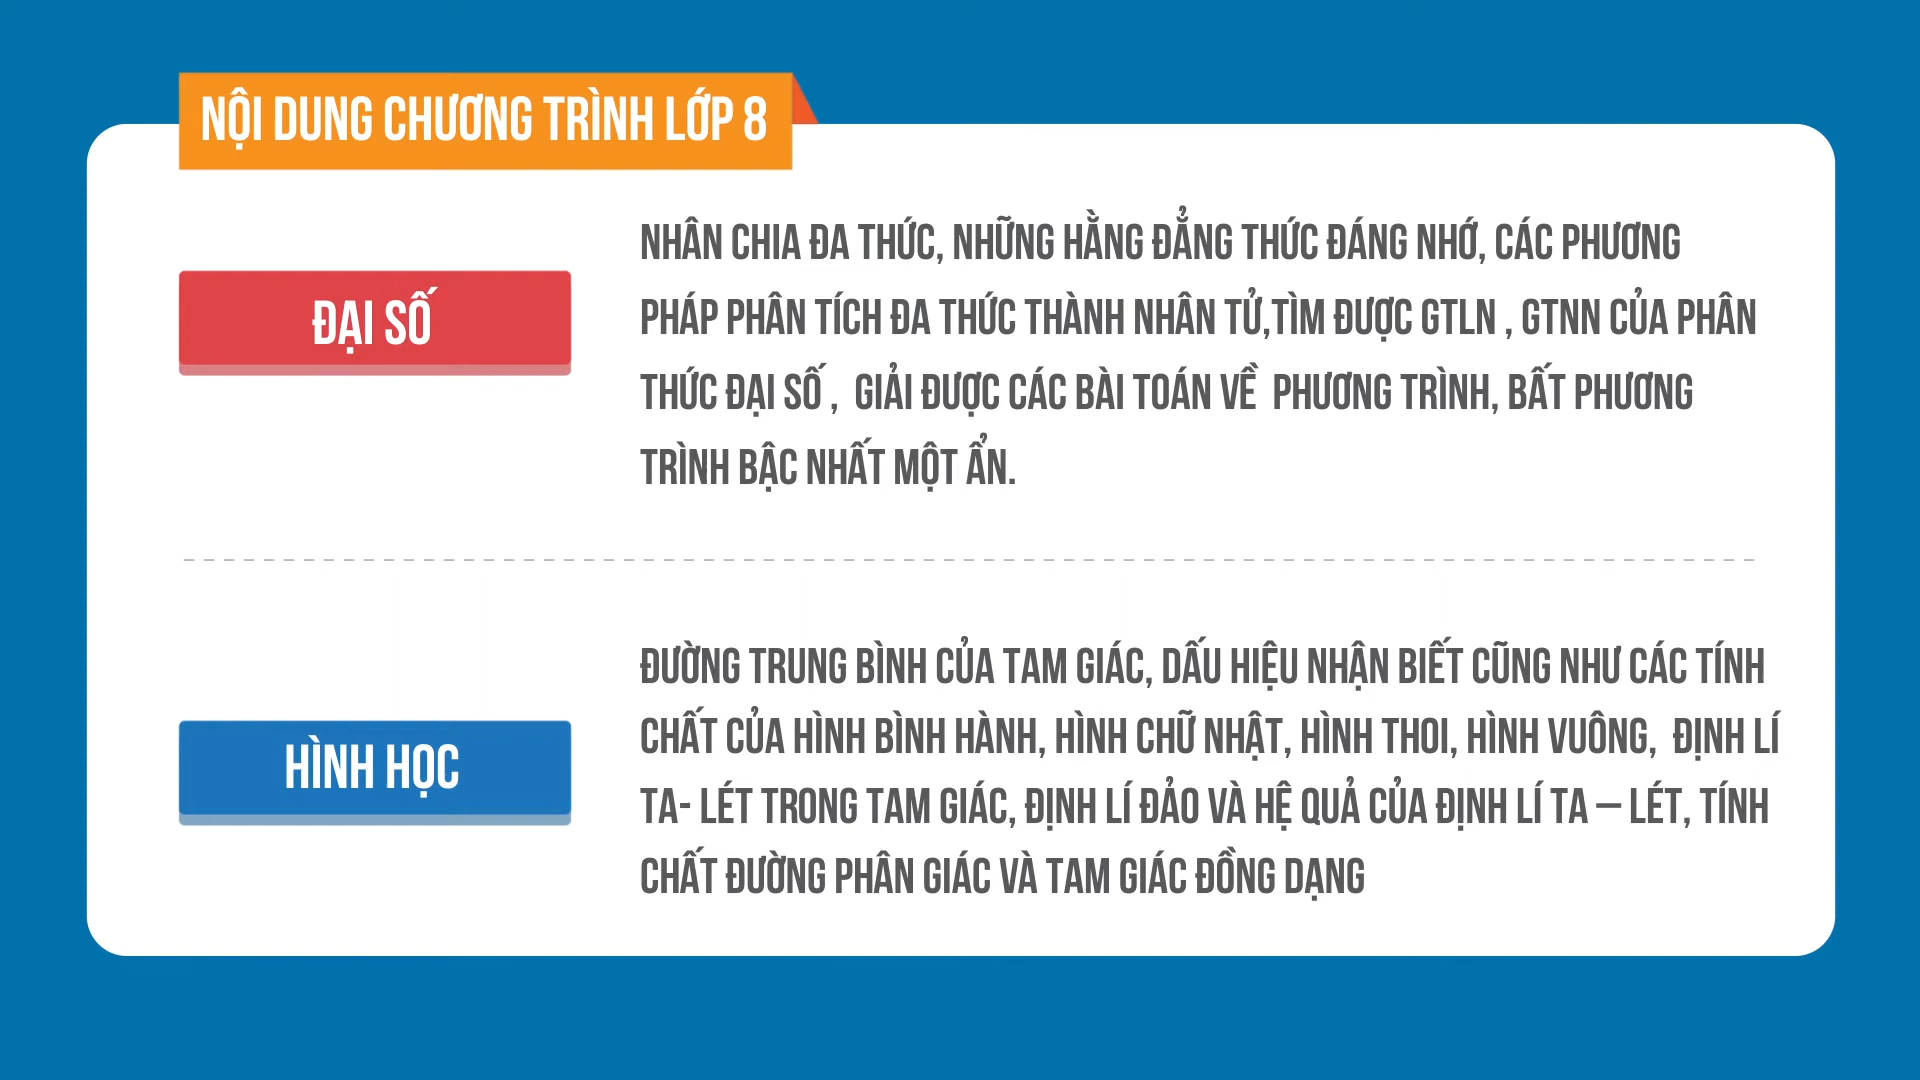 NỘI DUNG CHƯƠNG TRÌNH LỚP 8
ĐẠI SỐ
NHÂN CHIA ĐA THỨC, NHỮNG HẰNG ĐẲNG THỨC ĐÁNG NHỚ, CÁC PHƯƠNG
PHÁP PHÂN TÍCH ĐA THỨC THÀNH NHÂN TỬ,TÌM ĐƯỢC GTLN , GTNN CỦA PHÂN
THỨC ĐẠI SỐ , GIẢI ĐƯỢC CÁC BÀI TOÁN VỀ PHƯƠNG TRÌNH, BẤT PHƯƠNG
TRÌNH BẬC NHẤT MỘT ẨN.
HÌNH HỌC
ĐƯỜNG TRUNG BÌNH CỦA TAM GIÁC, DẤU HIỆU NHẬN BIẾT CŨNG NHƯ CÁC TÍNH
CHẤT CỦA HÌNH BÌNH HÀNH, HÌNH CHỮ NHẬT, HÌNH THOI, HÌNH VUÔNG, ĐỊNH LÍ
TA- LÉT TRONG TAM GIÁC, ĐỊNH LÍ ĐẢO VÀ HỆ QUẢ CỦA ĐỊNH LÍ TA – LÉT, TÍNH
CHẤT ĐƯỜNG PHÂN GIÁC VÀ TAM GIÁC ĐỒNG DẠNG